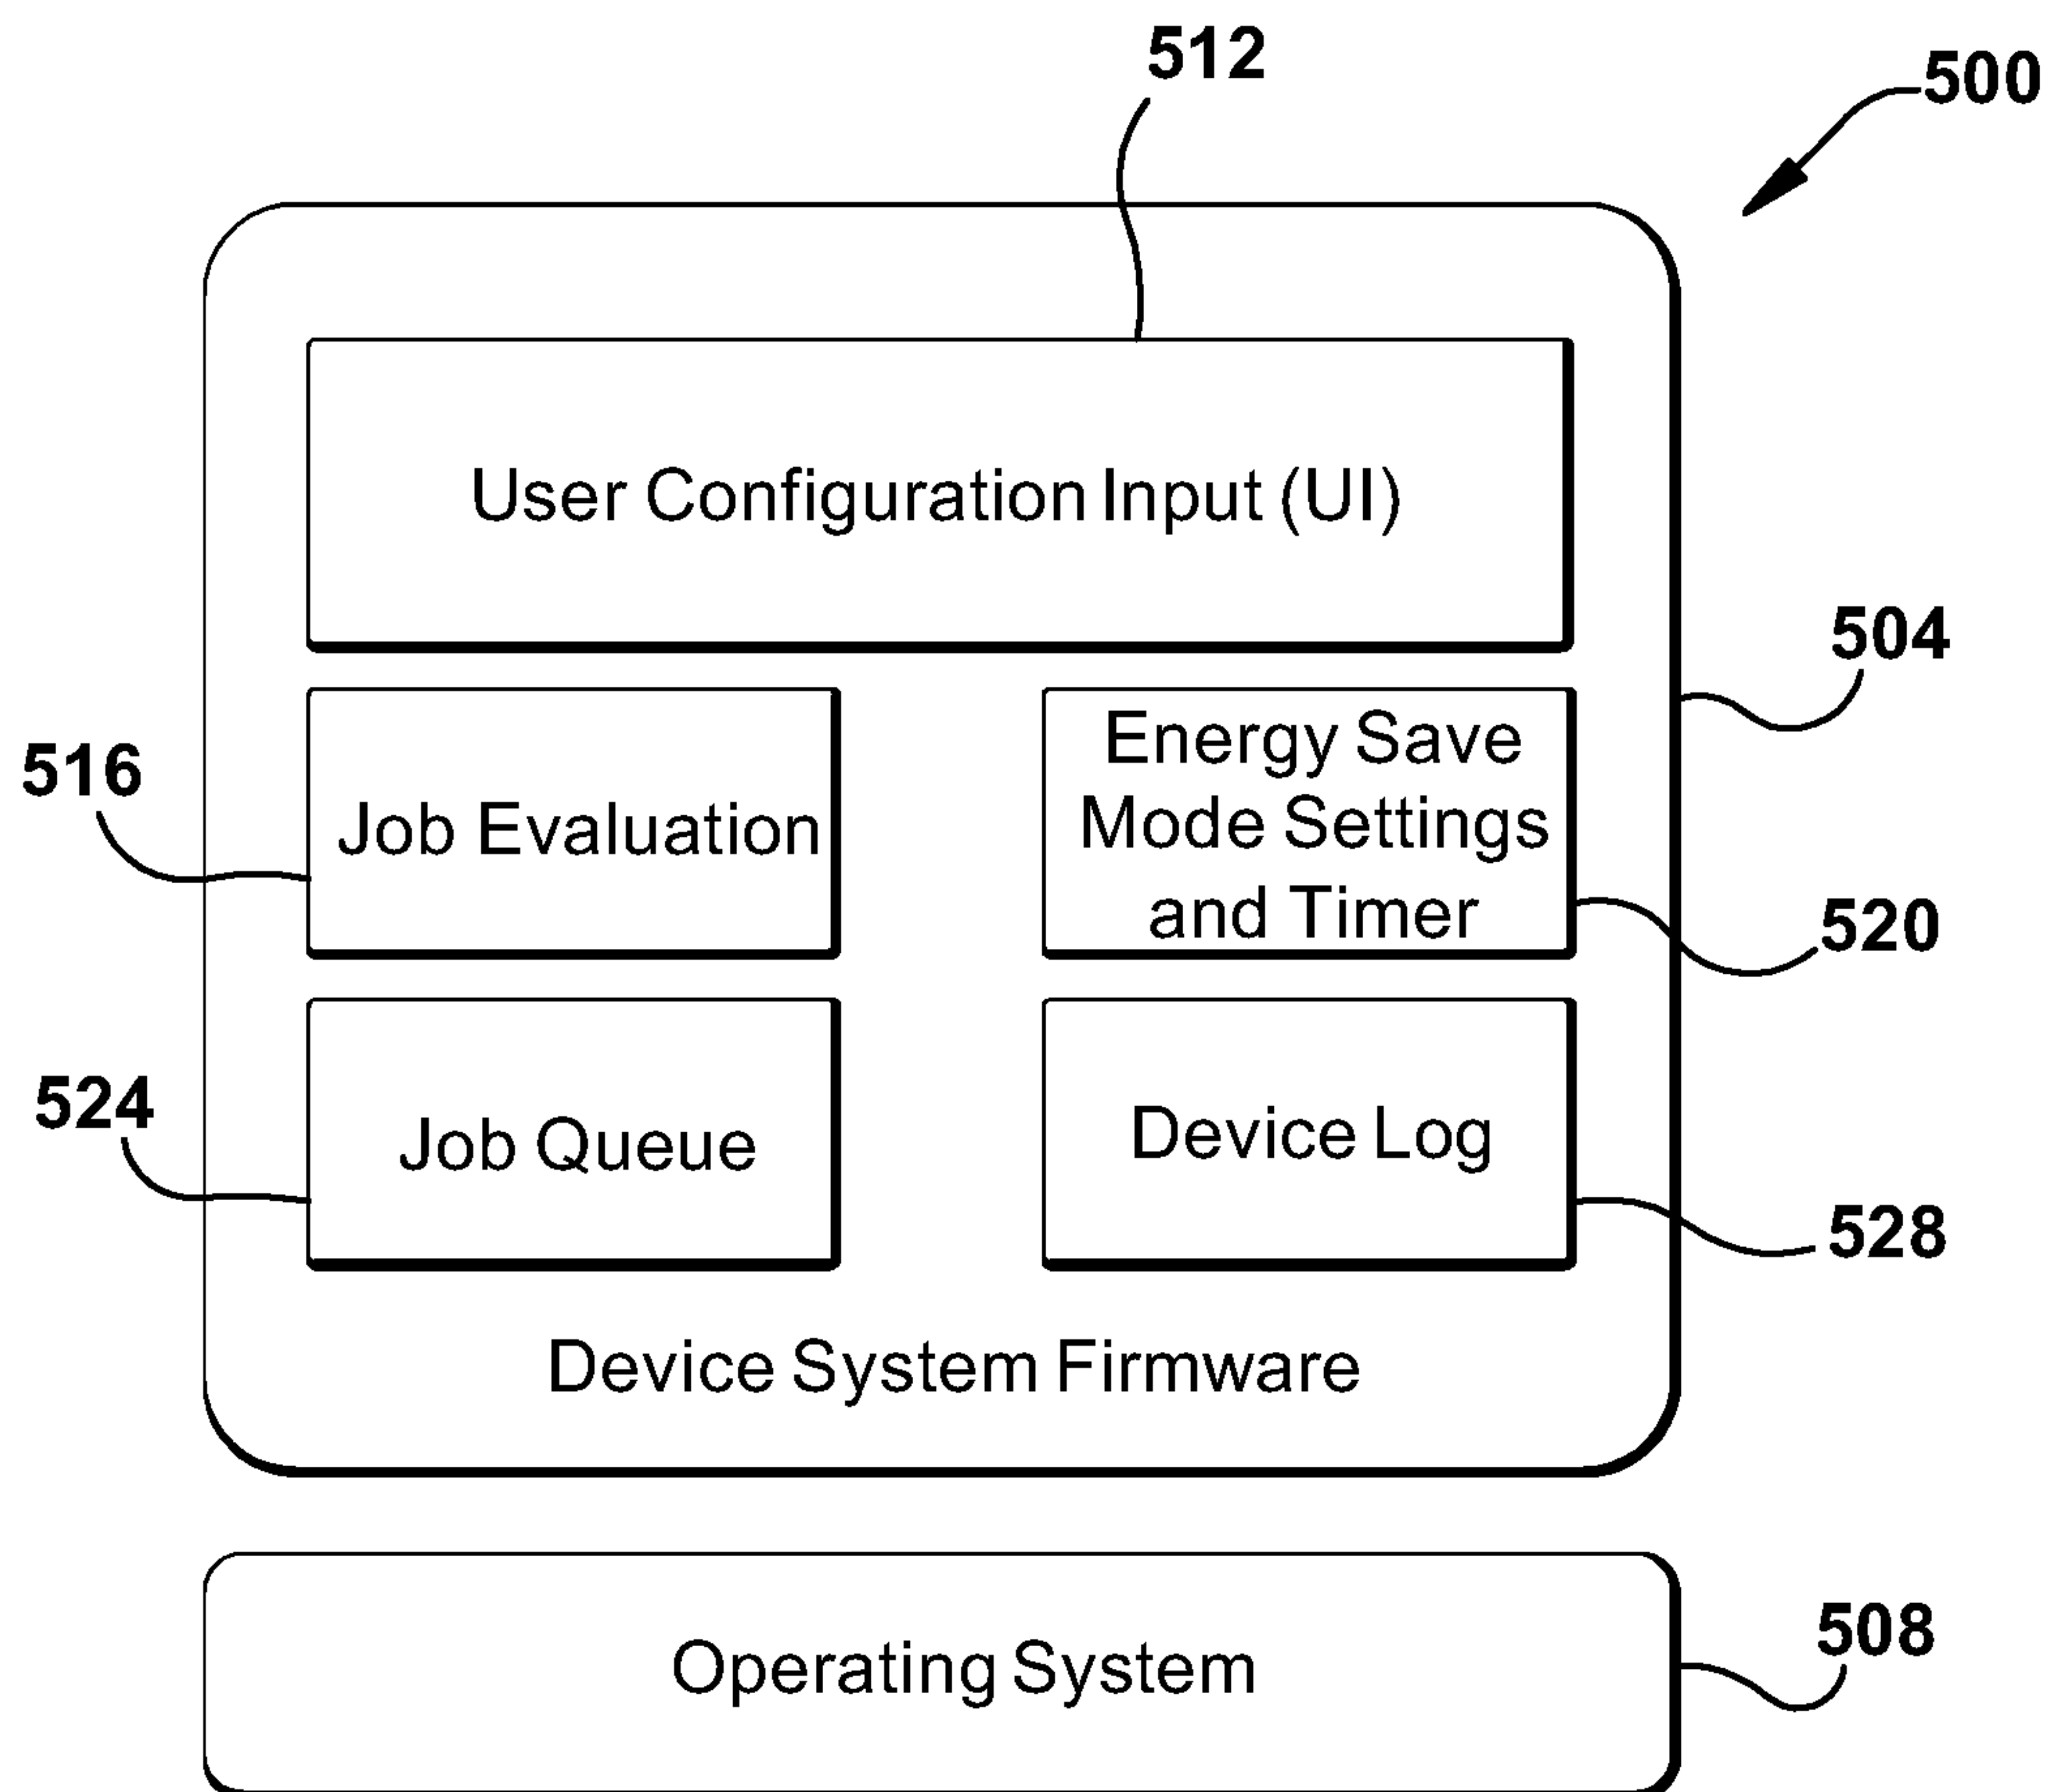 512
500
User Configuration Input (UI)
504
516
Job Evaluation
Energy Save
Mode Settings
and Timer
520
524
Job Queue
Device Log
528
Device System Firmware
Operating System
508